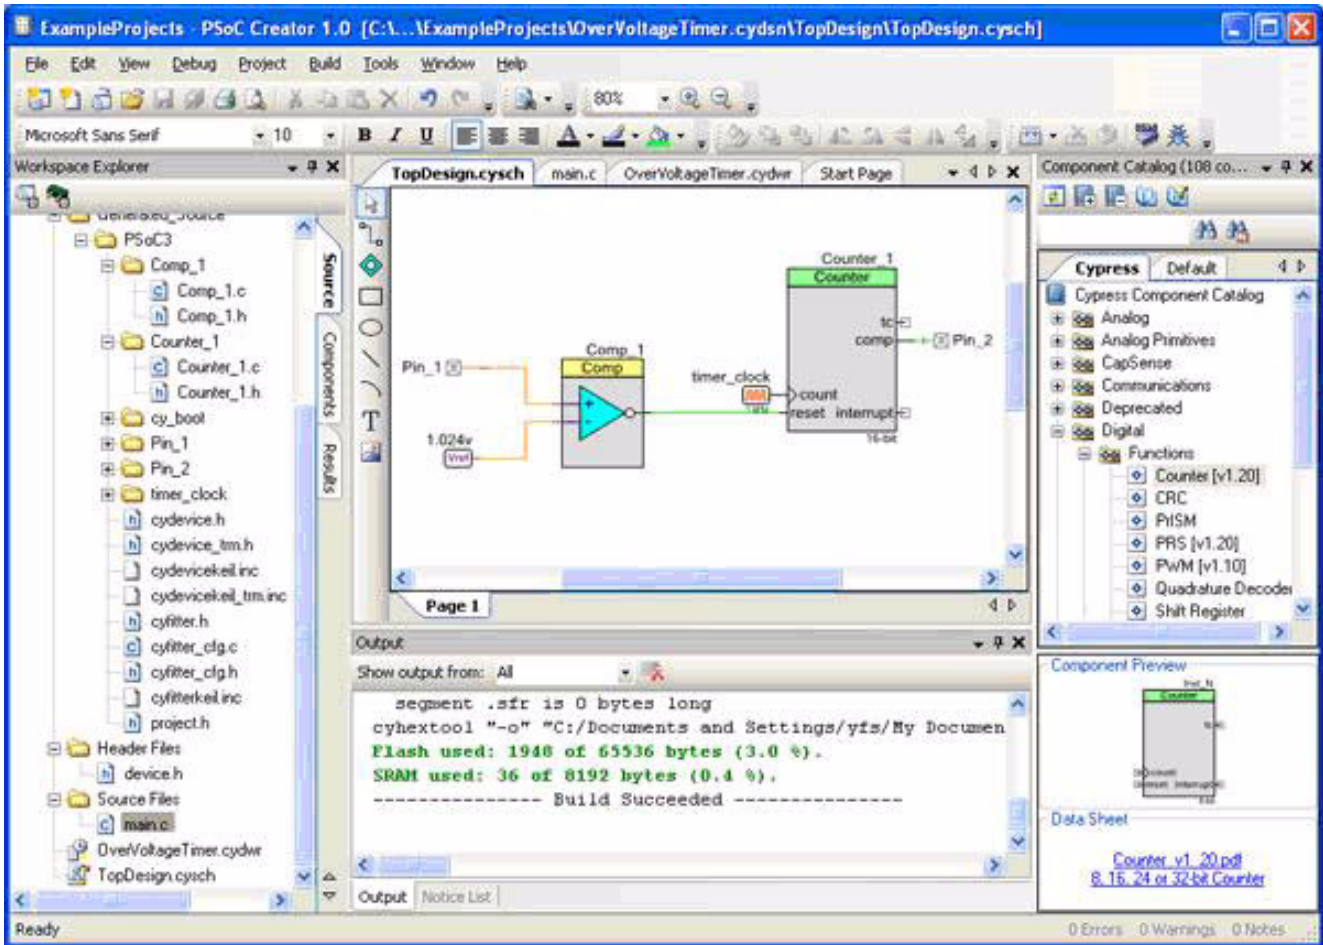 ExampleProjects - PSoC Creator 1.0 [C:\...\ExampleProjects\OverVoltageTimer.cydsn\TopDesign\TopDesign.cysch]
File Edit View Debug Project Build Tools Window Help
80%
Microsoft Sans Serif 10 B I U A
Workspace Explorer
Generated_Source
PSoC3
Comp_1
Comp_1.c
Comp_1.h
Counter_1
Counter_1.c
Counter_1.h
cy_boot
Pin_1
Pin_2
timer_clock
cydevice.h
cydevice_trm.h
cydevicekeil.inc
cydevicekeil_trm.inc
cyfitter.h
cyfitter_cfg.c
cyfitter_cfg.h
cyfitterkeil.inc
project.h
Header Files
device.h
Source Files
main.c
OverVoltageTimer.cydwr
TopDesign.cysch
Source
Components
Results
TopDesign.cysch main.c OverVoltageTimer.cydwr Start Page
T
Counter_1
Counter
tc
comp
Pin_2
Comp_1
Comp
Pin_1
timer_clock
count
reset interrupt
16-bit
1.024v
Vref
Page 1
Output
Show output from: All
segment .sfr is 0 bytes long
cyhextool "-o" "C:/Documents and Settings/yfs/My Documen
Flash used: 1948 of 65536 bytes (3.0 %).
SRAM used: 36 of 8192 bytes (0.4 %).
--------------- Build Succeeded ---------------
Output Notice List
Component Catalog (108 co...
Cypress Default
Cypress Component Catalog
Analog
Analog Primitives
CapSense
Communications
Deprecated
Digital
Functions
Counter [v1.20]
CRC
PrISM
PRS [v1.20]
PWM [v1.10]
Quadrature Decoder
Shift Register
Component Preview
Inst_N
Counter
count
reset interrupt
Data Sheet
Counter_v1_20.pdf
8, 16, 24 or 32-bit Counter
Ready
0 Errors 0 Warnings 0 Notes